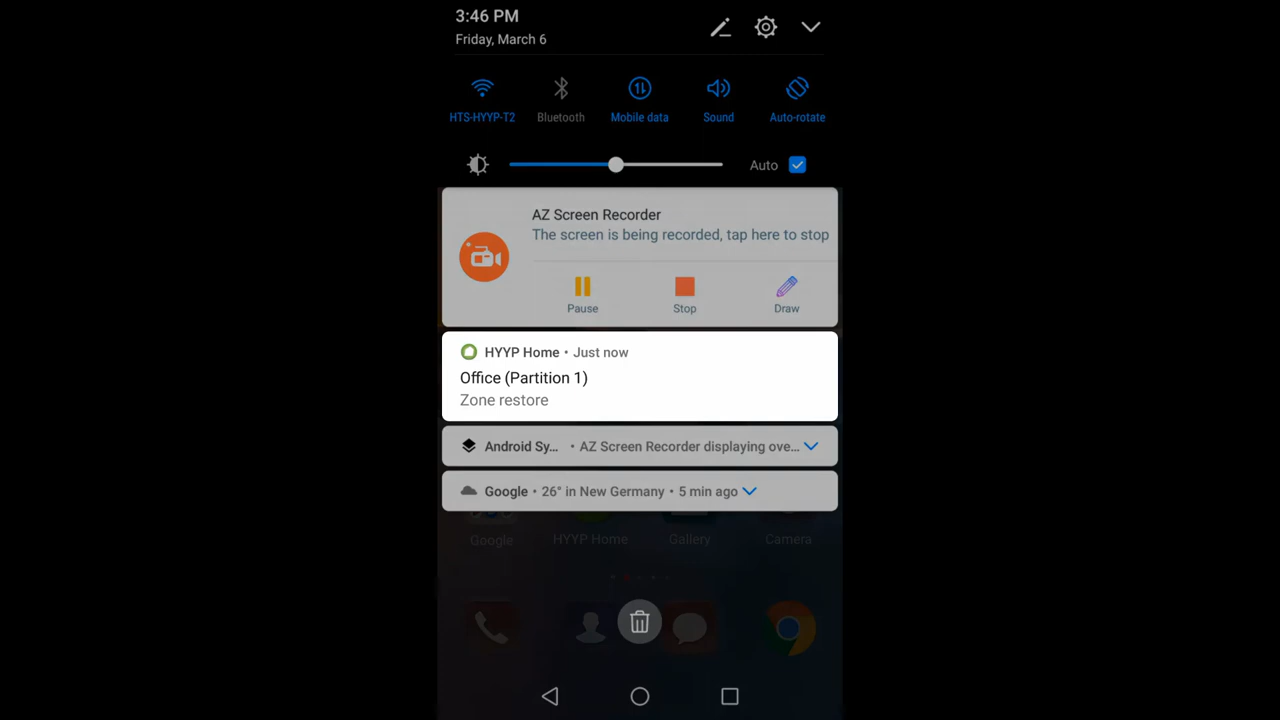 3:46 PM
Friday, March 6
HTS-HYYP-T2
Bluetooth
Mobile data
Sound
Auto-rotate
Auto
AZ Screen Recorder
The screen is being recorded, tap here to stop
Pause
Stop
Draw
HYYP Home • Just now
Office (Partition 1)
Zone restore
Android Sy... • AZ Screen Recorder displaying ove...
Google • 26° in New Germany • 5 min ago
Google
HYYP Home
Gallery
Camera